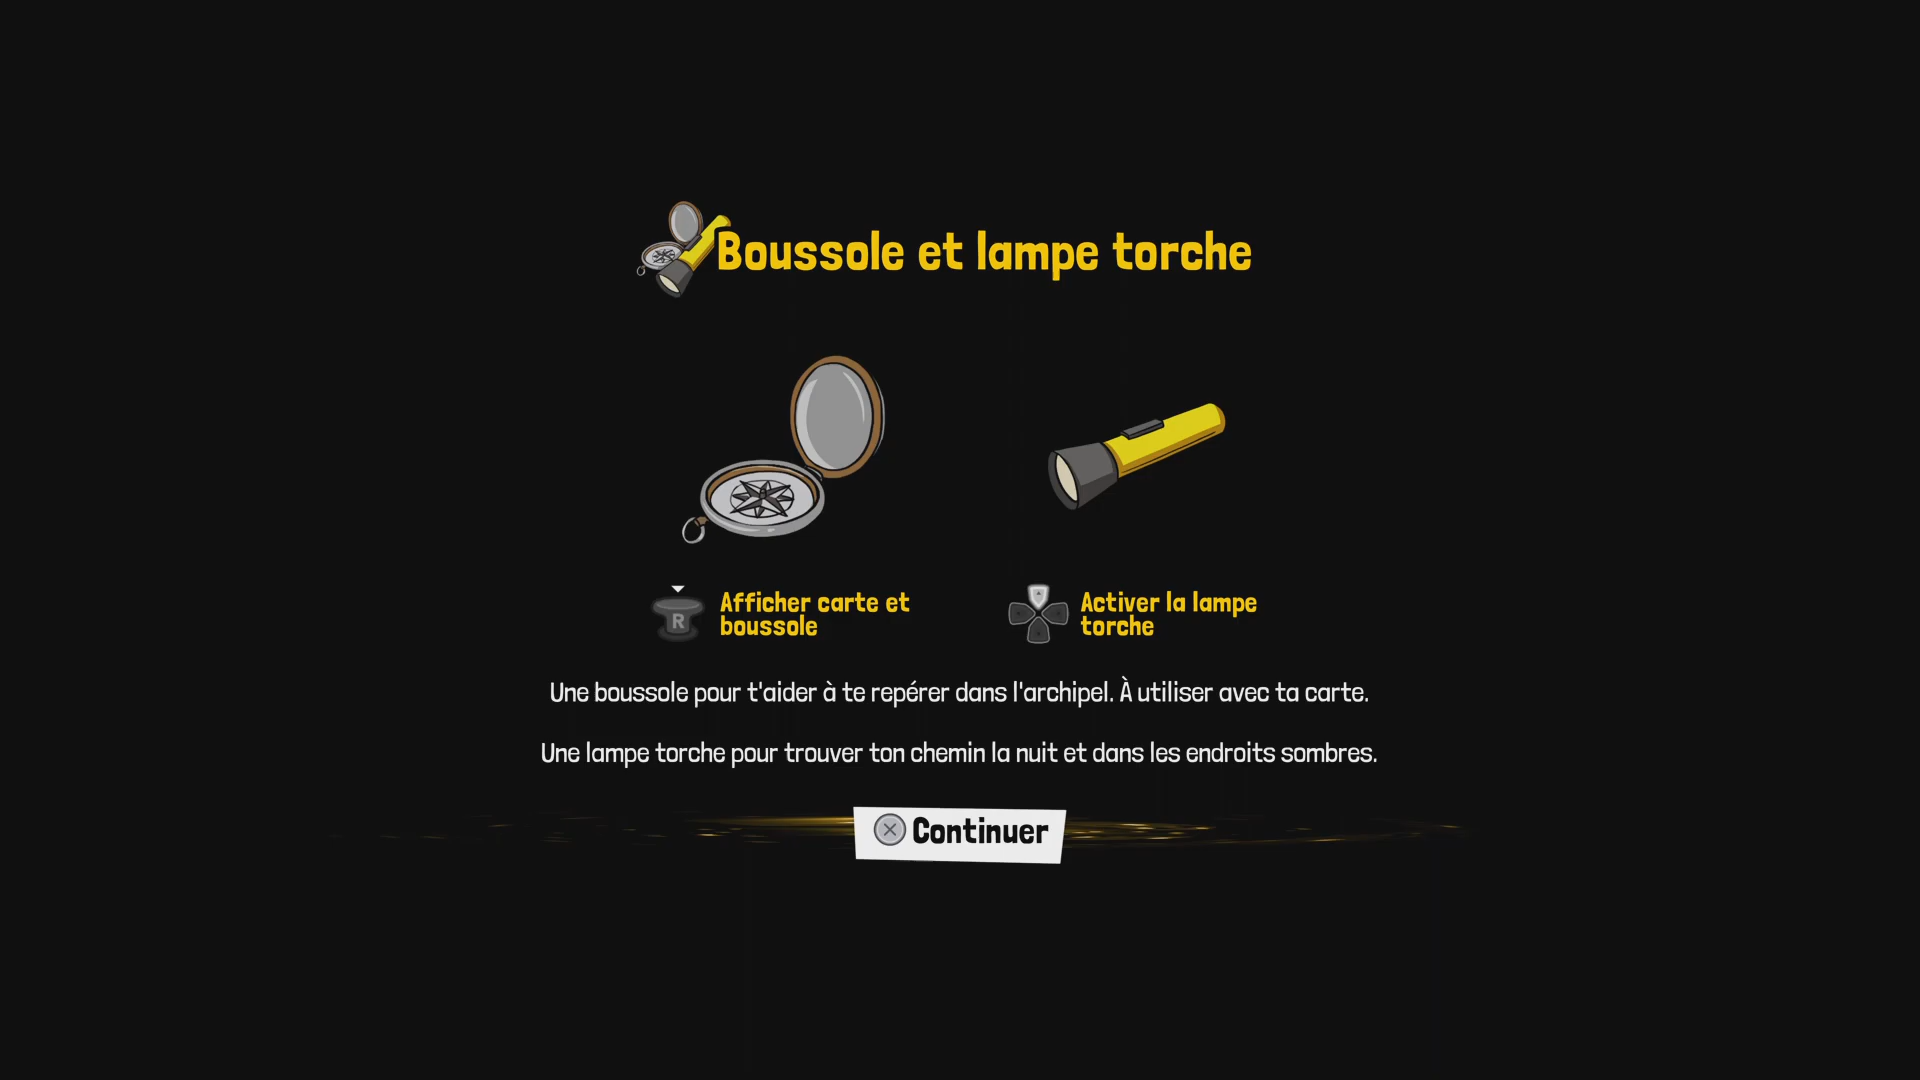 Boussole et lampe torche
R
Afficher carte et
boussole
Activer la lampe
torche
Une boussole pour t'aider à te repérer dans l'archipel. À utiliser avec ta carte.
Une lampe torche pour trouver ton chemin la nuit et dans les endroits sombres.
Continuer